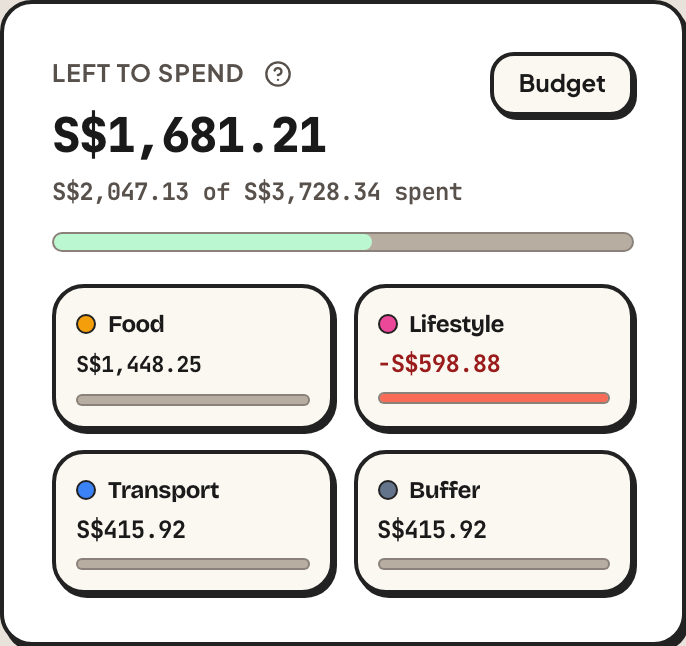 LEFT TO SPEND
Budget
S$1,681.21
S$2,047.13 of S$3,728.34 spent
Food
S$1,448.25
Lifestyle
-S$598.88
Transport
S$415.92
Buffer
S$415.92